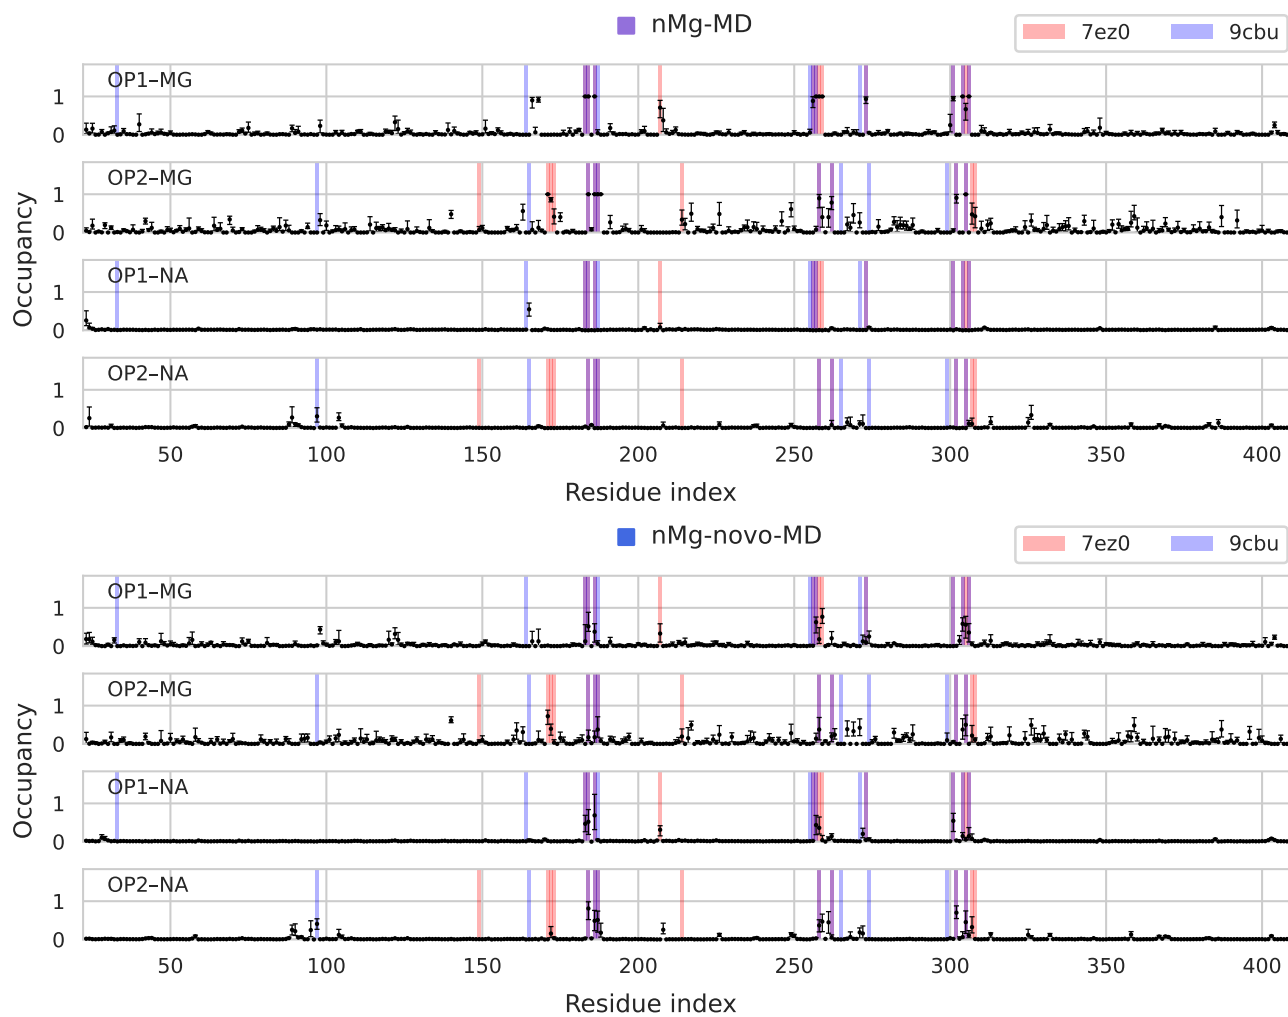 nMg-MD
7ez0 9cbu
OP1–MG
1
0
OP2–MG
1
0
OP1–NA
1
0
OP2–NA
1
0
Occupancy
50 100 150 200 250 300 350 400
Residue index
nMg-novo-MD
7ez0 9cbu
OP1–MG
1
0
OP2–MG
1
0
OP1–NA
1
0
OP2–NA
1
0
Occupancy
50 100 150 200 250 300 350 400
Residue index